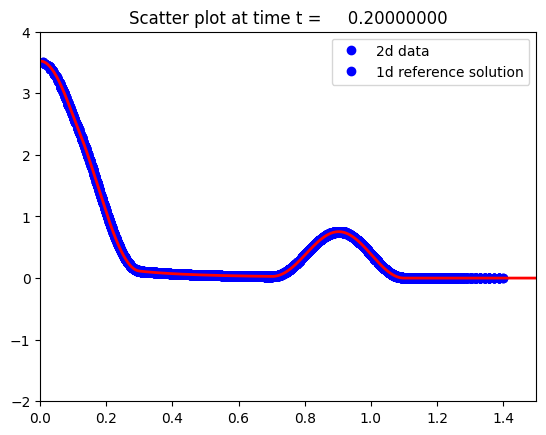 Scatter plot at time t = 0.20000000
2d data
1d reference solution
4
3
2
1
0
−1
−2
0.0 0.2 0.4 0.6 0.8 1.0 1.2 1.4